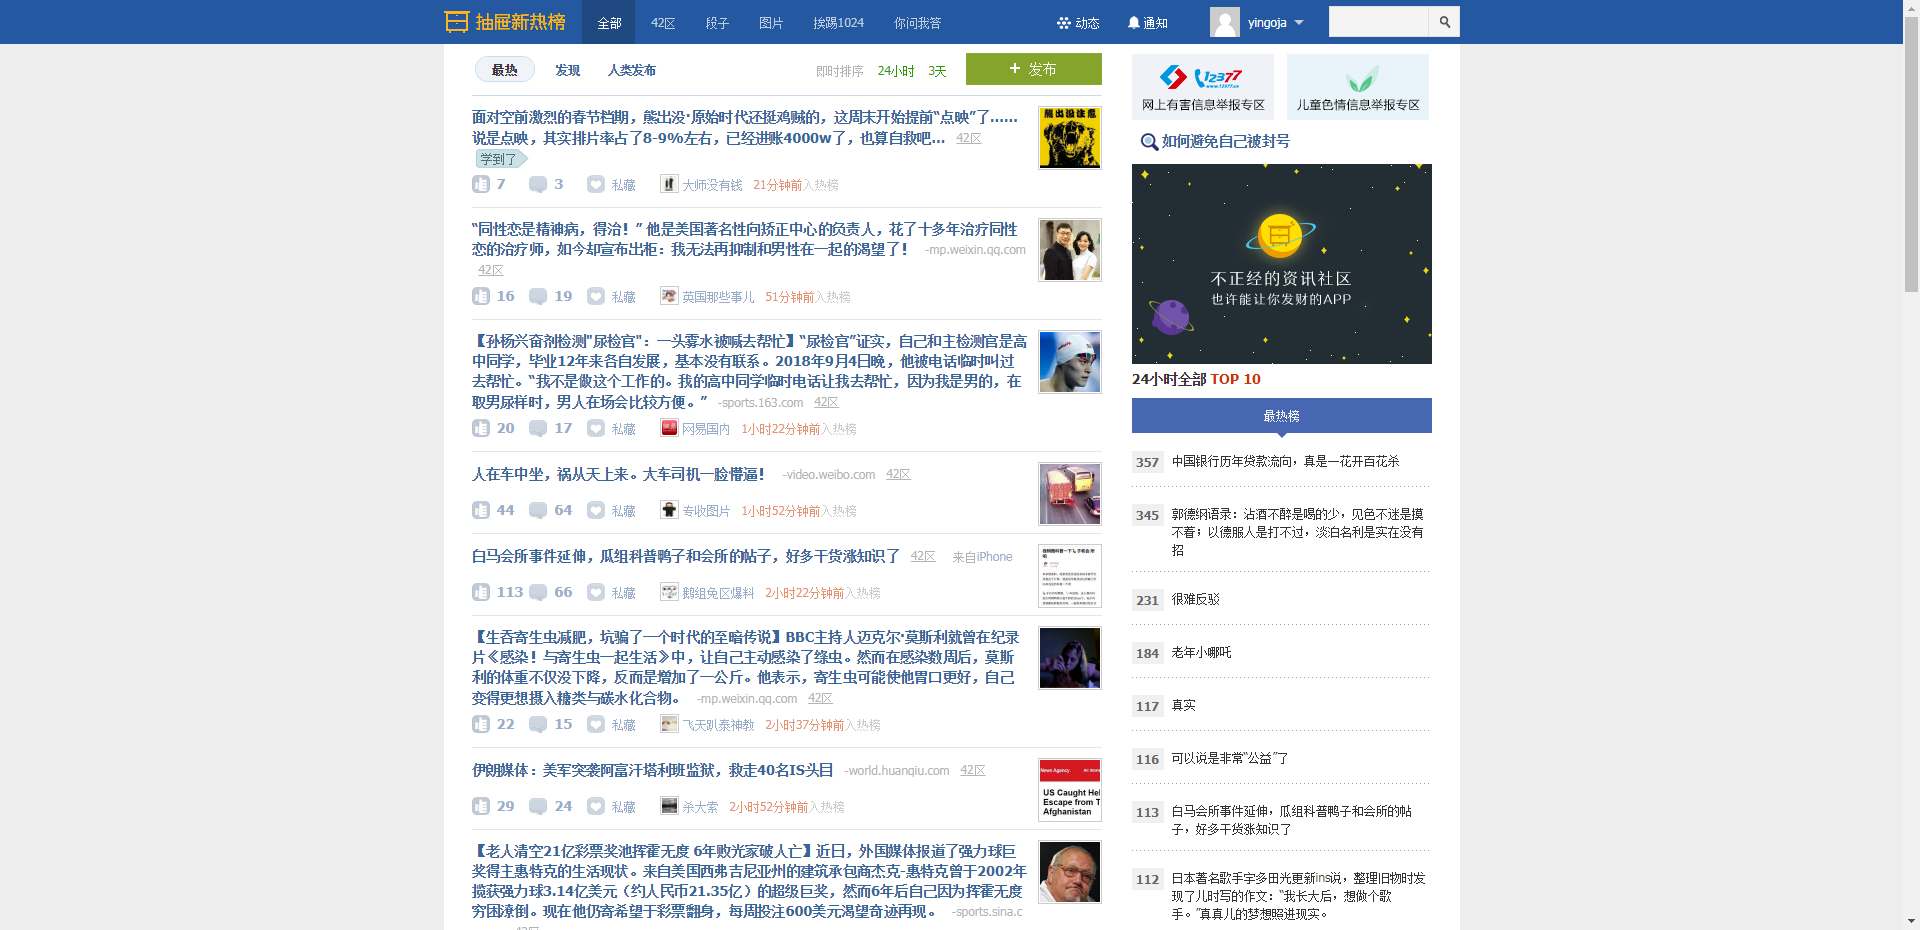 抽屉新热榜 全部 42区 段子 图片 挨踢1024 你问我答 动态 通知 yingoja
最热 发现 人类发布 即时排序 24小时 3天 + 发布
面对空前激烈的春节档期，熊出没·原始时代还挺鸡贼的，这周末开始提前“点映”了……
说是点映，其实排片率占了8-9%左右，已经进账4000w了，也算自救吧... 42区
学到了
7 3 私藏 大师没有钱 21分钟前入热榜
熊出没注意
“同性恋是精神病，得治！” 他是美国著名性向矫正中心的负责人，花了十多年治疗同性
恋的治疗师，如今却宣布出柜：我无法再抑制和男性在一起的渴望了！ -mp.weixin.qq.com
42区
16 19 私藏 英国那些事儿 51分钟前入热榜
【孙杨兴奋剂检测"尿检官"：一头雾水被喊去帮忙】“尿检官”证实，自己和主检测官是高
中同学，毕业12年来各自发展，基本没有联系。2018年9月4日晚，他被电话临时叫过
去帮忙。“我不是做这个工作的。我的高中同学临时电话让我去帮忙，因为我是男的，在
取男尿样时，男人在场会比较方便。” -sports.163.com 42区
20 17 私藏 网易国内 1小时22分钟前入热榜
人在车中坐，祸从天上来。大车司机一脸懵逼！ -video.weibo.com 42区
44 64 私藏 专收图片 1小时52分钟前入热榜
白马会所事件延伸，瓜组科普鸭子和会所的帖子，好多干货涨知识了 42区 来自iPhone
113 66 私藏 鹅组兔区爆料 2小时22分钟前入热榜
【生吞寄生虫减肥，坑骗了一个时代的至暗传说】BBC主持人迈克尔·莫斯利就曾在纪录
片《感染！与寄生虫一起生活》中，让自己主动感染了绦虫。然而在感染数周后，莫斯
利的体重不仅没下降，反而是增加了一公斤。他表示，寄生虫可能使他胃口更好，自己
变得更想摄入糖类与碳水化合物。 -mp.weixin.qq.com 42区
22 15 私藏 飞天趴泰神教 2小时37分钟前入热榜
伊朗媒体：美军突袭阿富汗塔利班监狱，救走40名IS头目 -world.huanqiu.com 42区
29 24 私藏 杀大索 2小时52分钟前入热榜
News Agency
US Caught Hel
Escape from T
Afghanistan
【老人清空21亿彩票奖池挥霍无度 6年败光家破人亡】近日，外国媒体报道了强力球巨
奖得主惠特克的生活现状。来自美国西弗吉尼亚州的建筑承包商杰克-惠特克曾于2002年
揽获强力球3.14亿美元（约人民币21.35亿）的超级巨奖，然而6年后自己因为挥霍无度
穷困潦倒。现在他仍寄希望于彩票翻身，每周投注600美元渴望奇迹再现。 -sports.sina.c
42区
12377
www.12377.cn
网上有害信息举报专区
儿童色情信息举报专区
如何避免自己被封号
不正经的资讯社区
也许能让你发财的APP
24小时全部 TOP 10
最热榜
357 中国银行历年贷款流向，真是一花开百花杀
345 郭德纲语录：沾酒不醉是喝的少，见色不迷是摸
不着；以德服人是打不过，淡泊名利是实在没有
招
231 很难反驳
184 老年小哪吒
117 真实
116 可以说是非常“公益”了
113 白马会所事件延伸，瓜组科普鸭子和会所的帖
子，好多干货涨知识了
112 日本著名歌手宇多田光更新ins说，整理旧物时发
现了儿时写的作文：“我长大后，想做个歌
手。”真真儿的梦想照进现实。